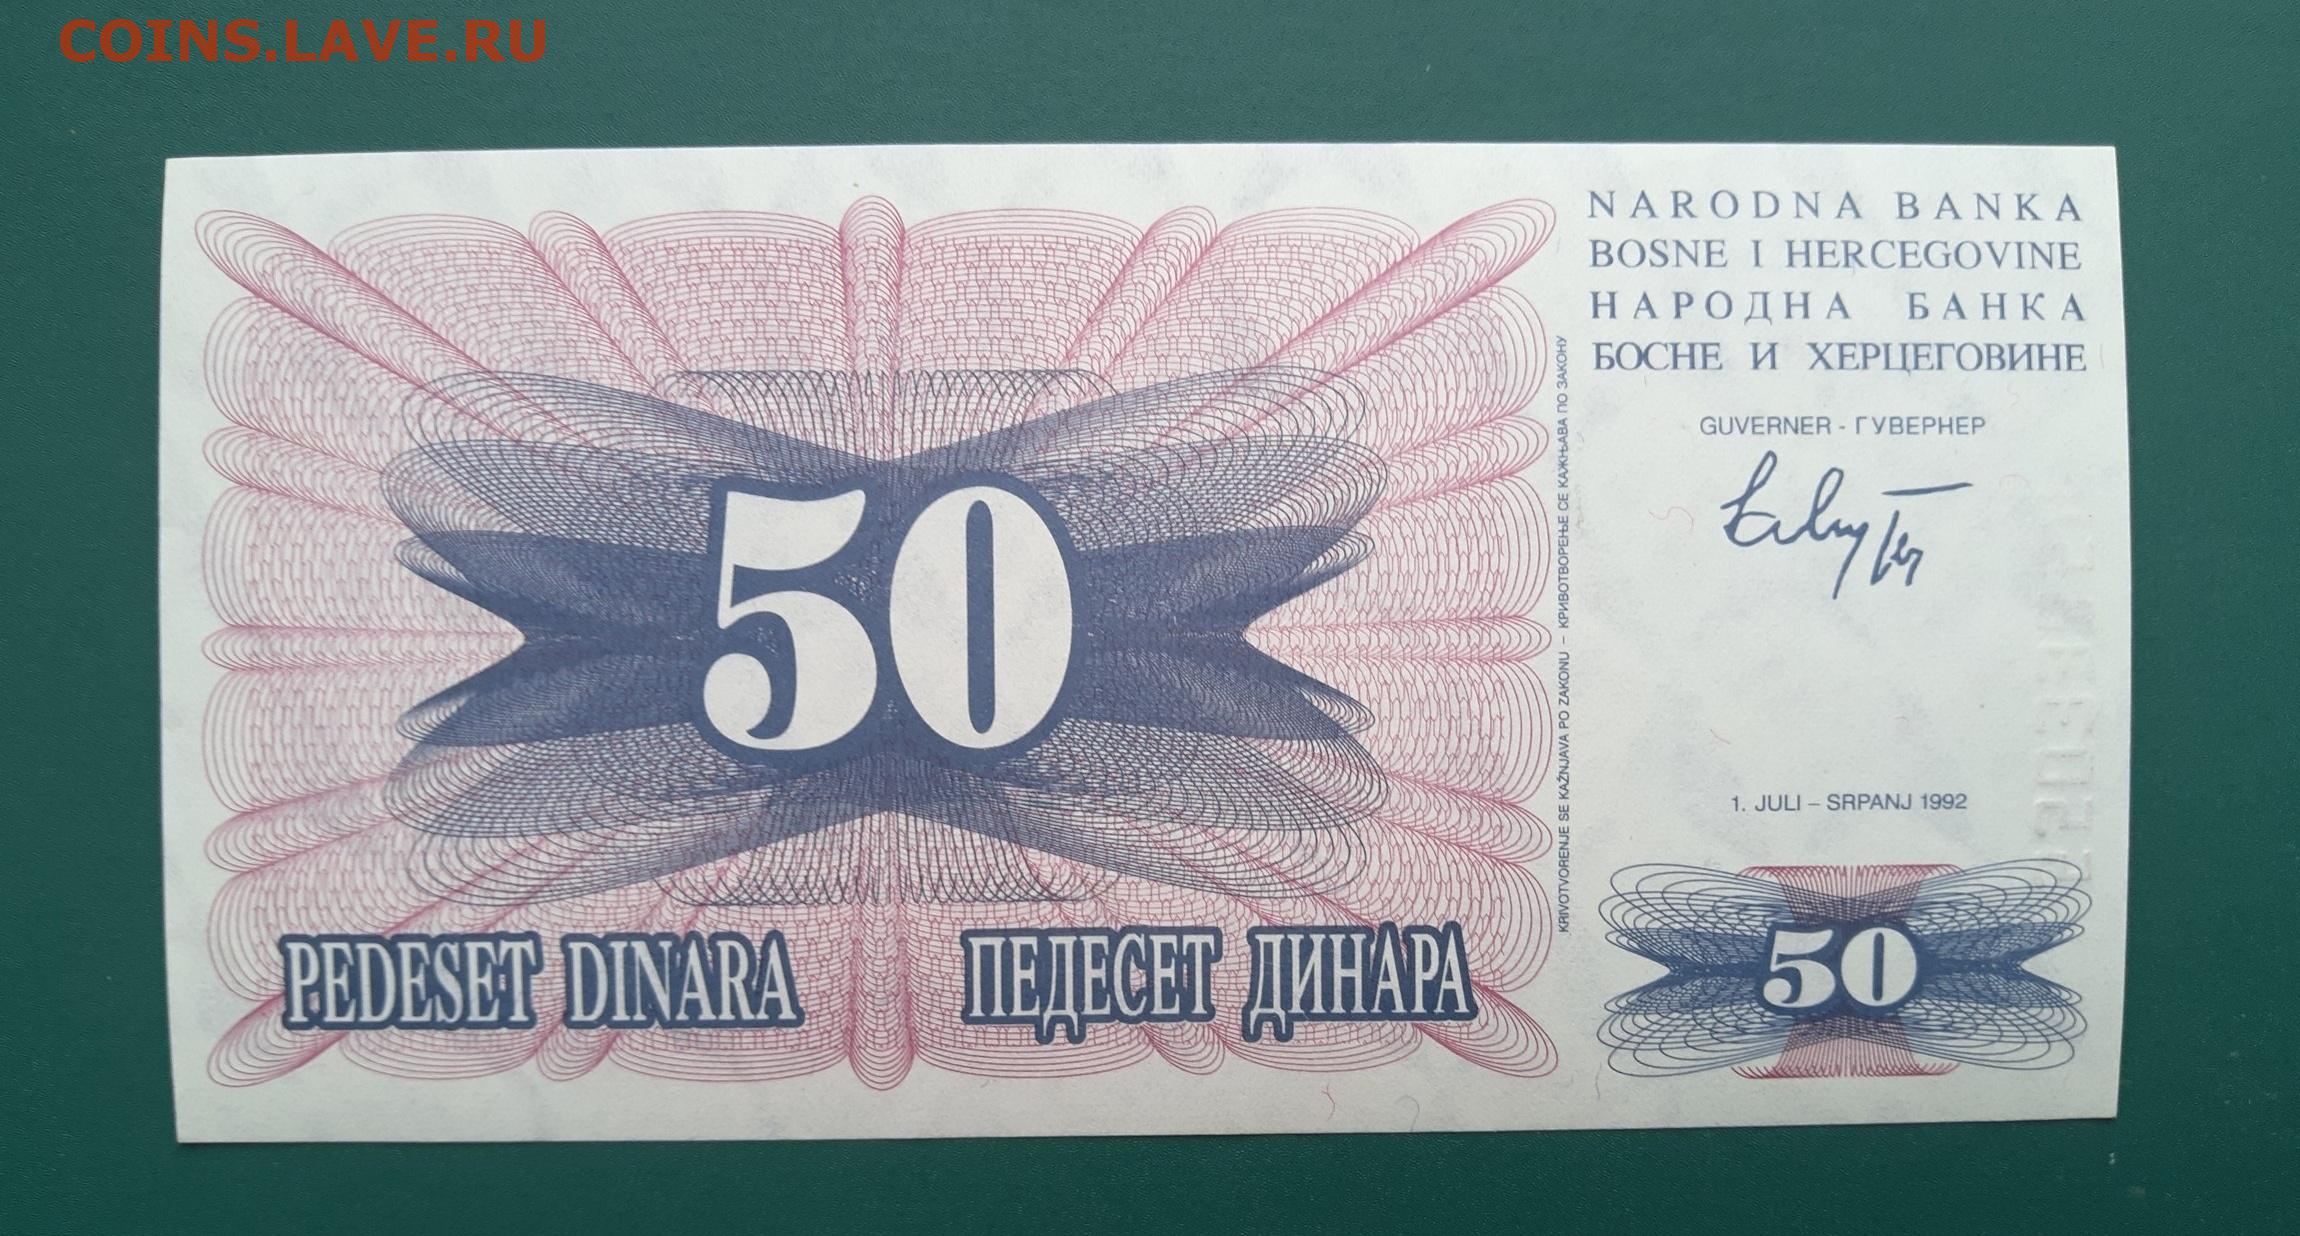 COINS.LAVE.RU
NARODNA BANKA
BOSNE I HERCEGOVINE
НАРОДНА БАНКА
БОСНЕ И ХЕРЦЕГОВИНЕ
GUVERNER - ГУВЕРНЕР
1. JULI – SRPANJ 1992
50
50
PEDESET DINARA
ПЕДЕСЕТ ДИНАРА
KRIVOTVORENJE SE KAŽNJAVA PO ZAKONU – КРИВОТВОРЕЊЕ СЕ КАЖЊАВА ПО ЗАКОНУ